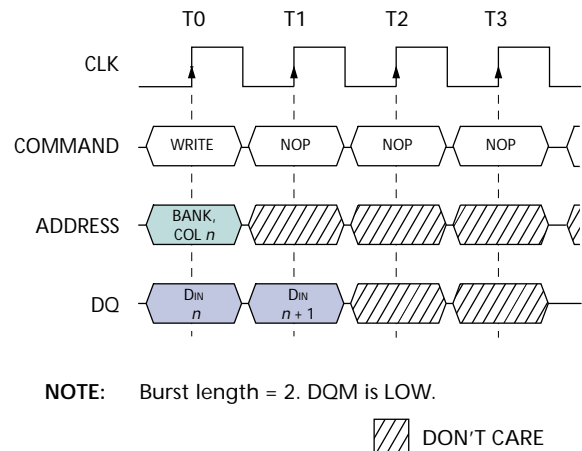 T0 T1 T2 T3
CLK
COMMAND WRITE NOP NOP NOP
ADDRESS BANK,
COL n
DQ DIN DIN
n n + 1
NOTE: Burst length = 2. DQM is LOW.
DON'T CARE